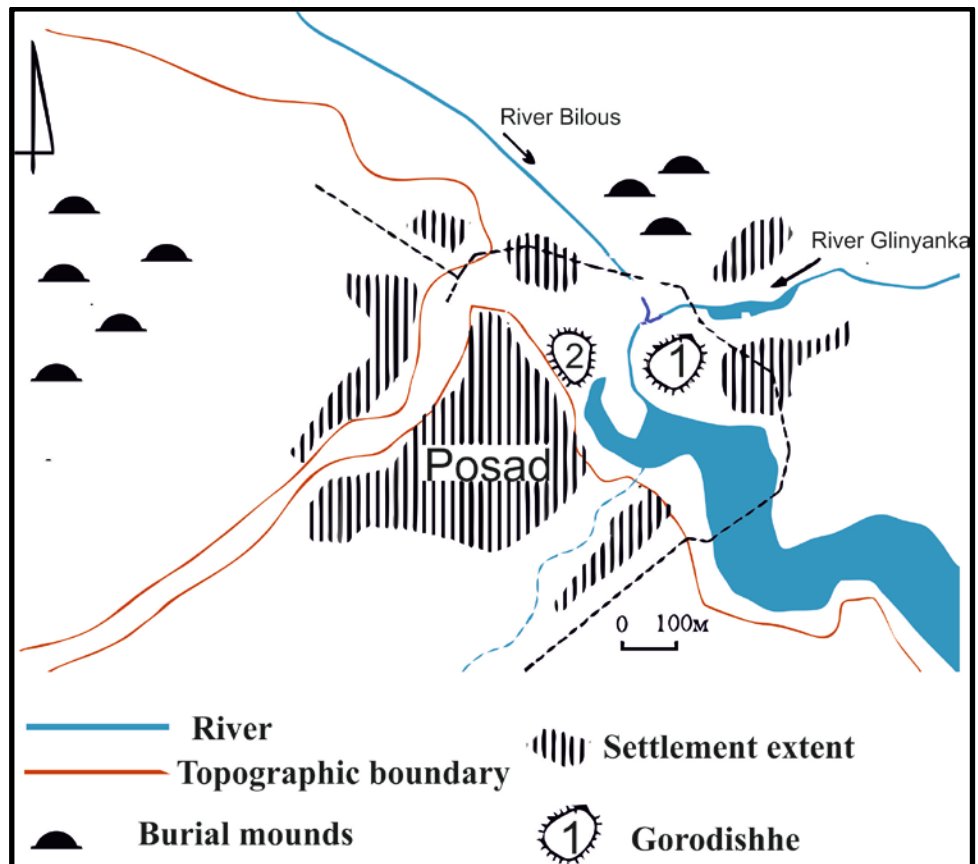 River Bilous
River Glinyanka
2
1
Posad
0 100м
River
Settlement extent
Topographic boundary
Burial mounds
1
Gorodishhe